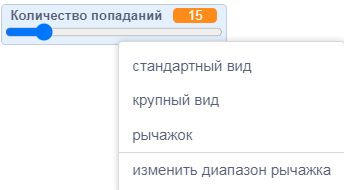 Количество попаданий 15
стандартный вид
крупный вид
рычажок
изменить диапазон рычажка